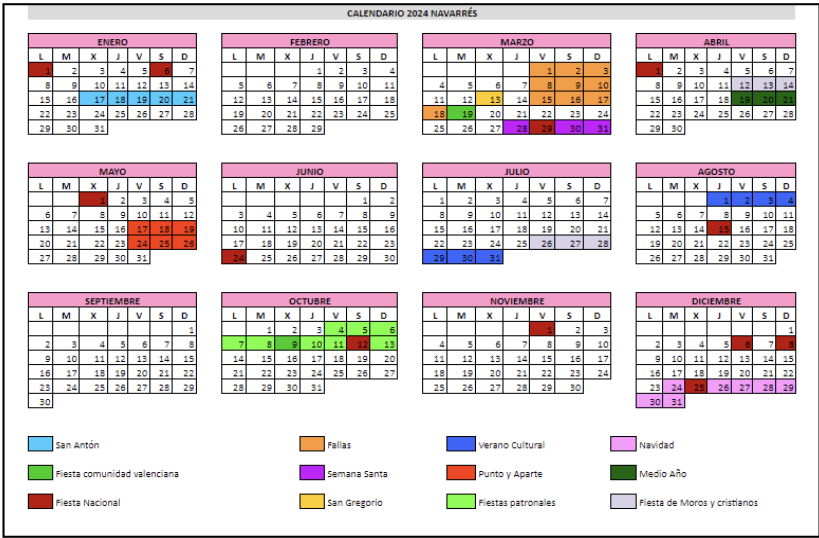 CALENDARIO 2024 NAVARRÉS
ENERO
L M X J V S D
1 2 3 4 5 6 7
8 9 10 11 12 13 14
15 16 17 18 19 20 21
22 23 24 25 26 27 28
29 30 31
FEBRERO
L M X J V S D
1 2 3 4
5 6 7 8 9 10 11
12 13 14 15 16 17 18
19 20 21 22 23 24 25
26 27 28 29
MARZO
L M X J V S D
1 2 3
4 5 6 7 8 9 10
11 12 13 14 15 16 17
18 19 20 21 22 23 24
25 26 27 28 29 30 31
ABRIL
L M X J V S D
1 2 3 4 5 6 7
8 9 10 11 12 13 14
15 16 17 18 19 20 21
22 23 24 25 26 27 28
29 30
MAYO
L M X J V S D
1 2 3 4 5
6 7 8 9 10 11 12
13 14 15 16 17 18 19
20 21 22 23 24 25 26
27 28 29 30 31
JUNIO
L M X J V S D
1 2
3 4 5 6 7 8 9
10 11 12 13 14 15 16
17 18 19 20 21 22 23
24 25 26 27 28 29 30
JULIO
L M X J V S D
1 2 3 4 5 6 7
8 9 10 11 12 13 14
15 16 17 18 19 20 21
22 23 24 25 26 27 28
29 30 31
AGOSTO
L M X J V S D
1 2 3 4
5 6 7 8 9 10 11
12 13 14 15 16 17 18
19 20 21 22 23 24 25
26 27 28 29 30 31
SEPTIEMBRE
L M X J V S D
1
2 3 4 5 6 7 8
9 10 11 12 13 14 15
16 17 18 19 20 21 22
23 24 25 26 27 28 29
30
OCTUBRE
L M X J V S D
1 2 3 4 5 6
7 8 9 10 11 12 13
14 15 16 17 18 19 20
21 22 23 24 25 26 27
28 29 30 31
NOVIEMBRE
L M X J V S D
1 2 3
4 5 6 7 8 9 10
11 12 13 14 15 16 17
18 19 20 21 22 23 24
25 26 27 28 29 30
DICIEMBRE
L M X J V S D
1
2 3 4 5 6 7 8
9 10 11 12 13 14 15
16 17 18 19 20 21 22
23 24 25 26 27 28 29
30 31
San Antón
Fallas
Verano Cultural
Navidad
Fiesta comunidad valenciana
Semana Santa
Punto y Aparte
Medio Año
Fiesta Nacional
San Gregorio
Fiestas patronales
Fiesta de Moros y cristianos